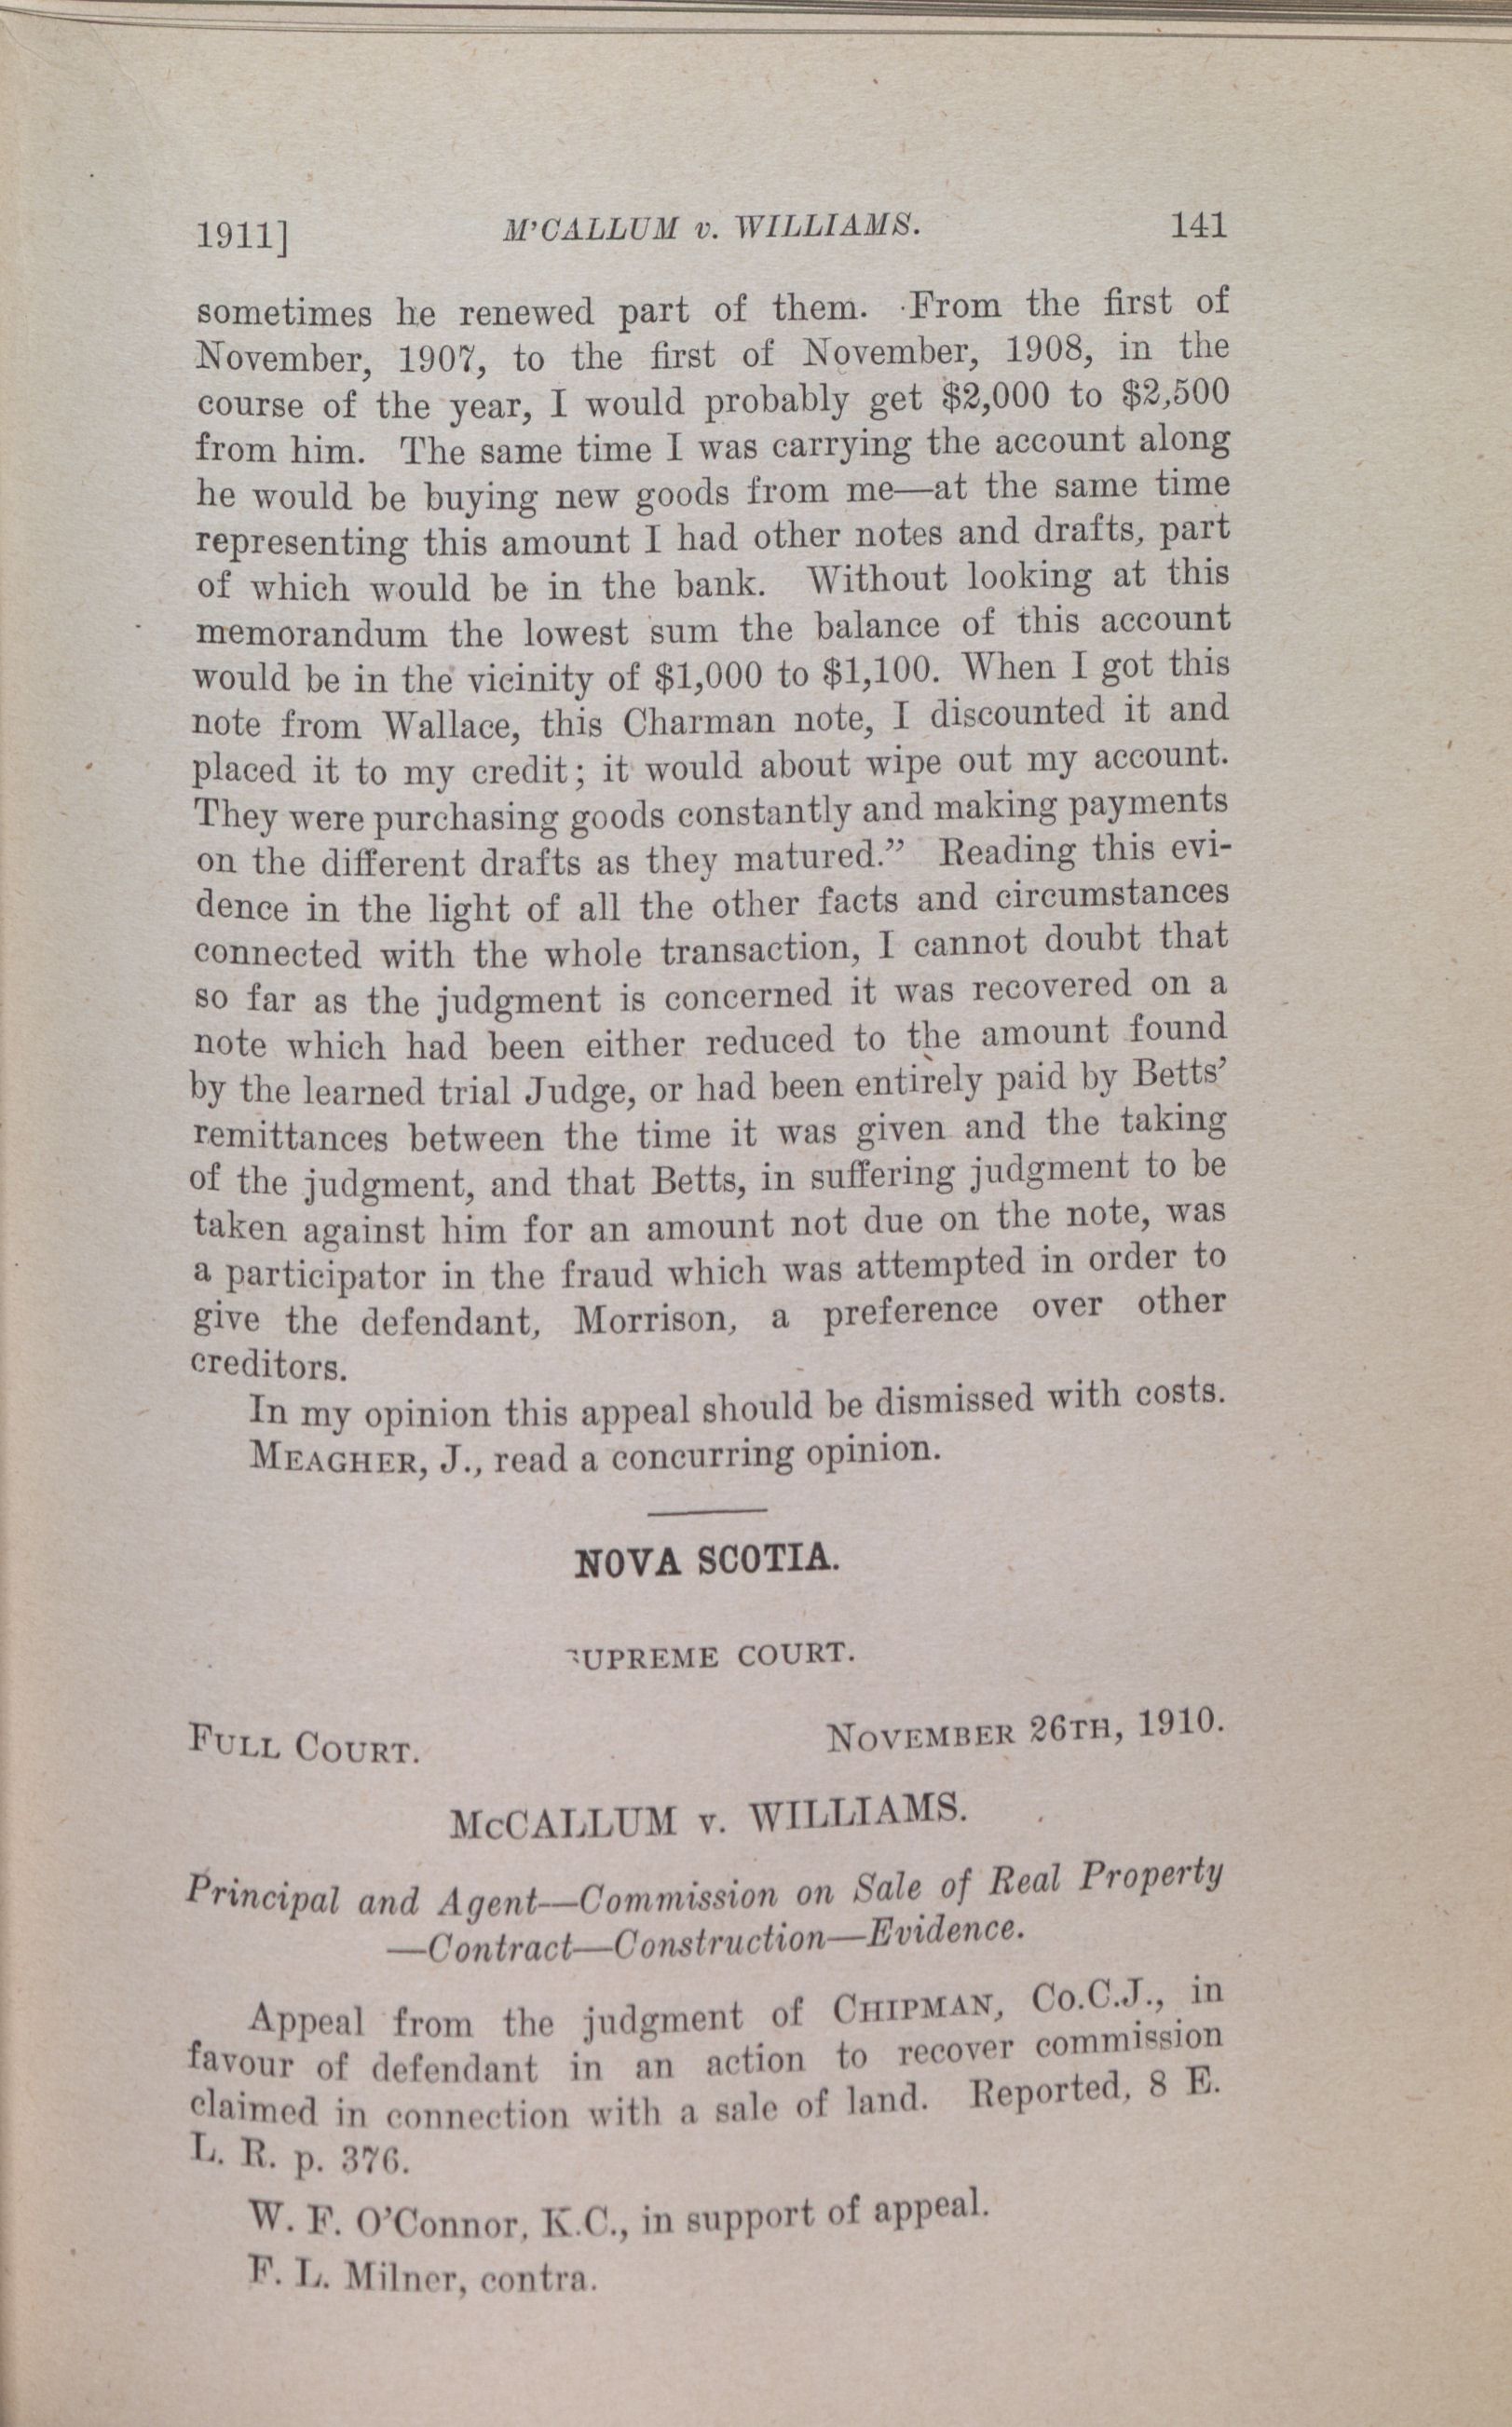 1911] M'CALLUM v. WILLIAMS. 141
sometimes he renewed part of them. From the first of
November, 1907, to the first of November, 1908, in the
course of the year, I would probably get $2,000 to $2,500
from him. The same time I was carrying the account along
he would be buying new goods from me—at the same time
representing this amount I had other notes and drafts, part
of which would be in the bank. Without looking at this
memorandum the lowest sum the balance of this account
would be in the vicinity of $1,000 to $1,100. When I got this
note from Wallace, this Charman note, I discounted it and
placed it to my credit; it would about wipe out my account.
They were purchasing goods constantly and making payments
on the different drafts as they matured.” Reading this evi-
dence in the light of all the other facts and circumstances
connected with the whole transaction, I cannot doubt that
so far as the judgment is concerned it was recovered on a
note which had been either reduced to the amount found
by the learned trial Judge, or had been entirely paid by Betts’
remittances between the time it was given and the taking
of the judgment, and that Betts, in suffering judgment to be
taken against him for an amount not due on the note, was
a participator in the fraud which was attempted in order to
give the defendant, Morrison, a preference over other
creditors.
In my opinion this appeal should be dismissed with costs.
MEAGHER, J., read a concurring opinion.
NOVA SCOTIA.
SUPREME COURT.
FULL COURT. NOVEMBER 26TH, 1910.
McCALLUM v. WILLIAMS.
Principal and Agent—Commission on Sale of Real Property
—Contract—Construction—Evidence.
Appeal from the judgment of CHIPMAN, Co.C.J., in
favour of defendant in an action to recover commission
claimed in connection with a sale of land. Reported, 8 E.
L. R. p. 376.
W. F. O’Connor, K.C., in support of appeal.
F. L. Milner, contra.